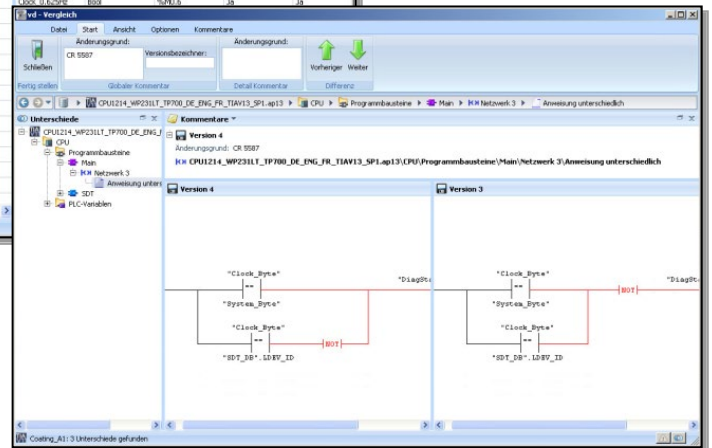 Clock_0.625Hz Bool %M0.6 Ja Ja
vd - Vergleich
Datei Start Ansicht Optionen Kommentare
Änderungsgrund: Änderungsgrund:
CR 5587 Versionsbezeichner:
Schließen Vorheriger Weiter
Fertig stellen Globaler Kommentar Detail Kommentar Differenz
CPU1214_WP231LT_TP700_DE_ENG_FR_TIAV13_SP1.ap13 CPU Programmbausteine Main Netzwerk 3 Anweisung unterschiedlich
Unterschiede
CPU1214_WP231LT_TP700_DE_ENG_F
CPU
Programmbausteine
Main
Netzwerk 3
Anweisung unters
SDT
PLC-Variablen
Kommentare
Version 4
Änderungsgrund: CR 5587
CPU1214_WP231LT_TP700_DE_ENG_FR_TIAV13_SP1.ap13\CPU\Programmbausteine\Main\Netzwerk 3\Anweisung unterschiedlich
Version 4
"Clock_Byte"
"DiagSta
==
"System_Byte"
"Clock_Byte"
==
NOT
"SDT_DB".LDEV_ID
Version 3
"Clock_Byte"
"DiagSta
==
NOT
"System_Byte"
"Clock_Byte"
==
"SDT_DB".LDEV_ID
Coating_A1: 3 Unterschiede gefunden